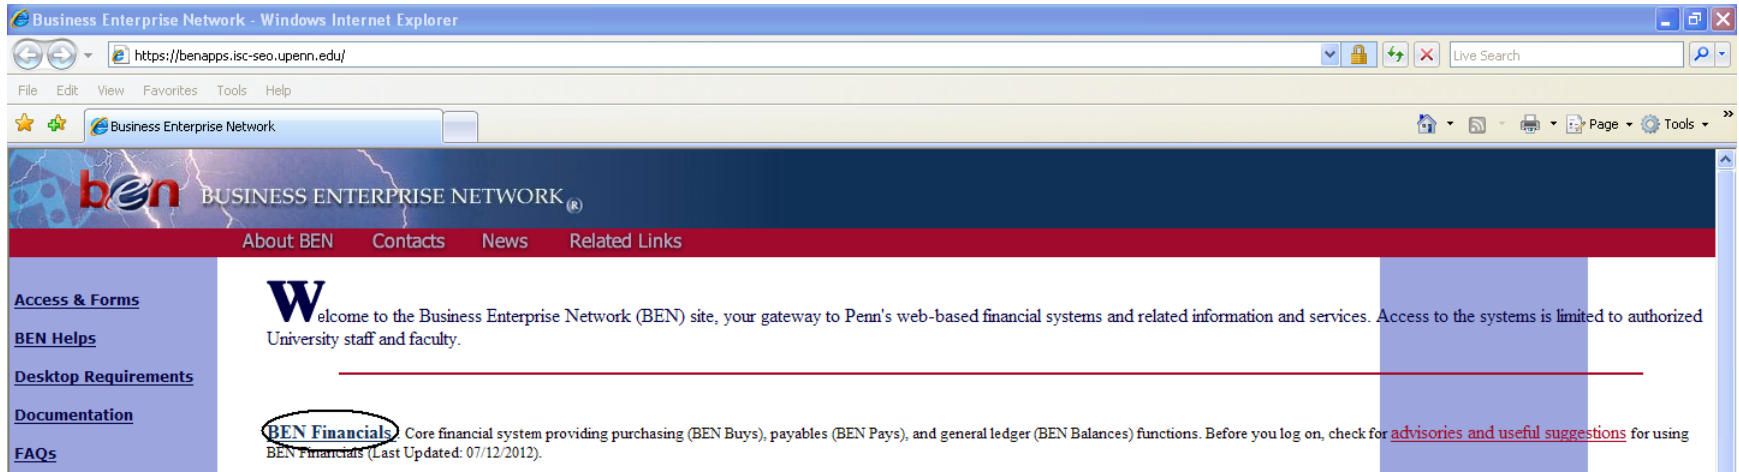 Business Enterprise Network - Windows Internet Explorer
https://benapps.isc-seo.upenn.edu/
Live Search
File Edit View Favorites Tools Help
Business Enterprise Network
Page Tools »
ben BUSINESS ENTERPRISE NETWORK (R)
About BEN Contacts News Related Links
Access & Forms
BEN Helps
Desktop Requirements
Documentation
FAQs
Welcome to the Business Enterprise Network (BEN) site, your gateway to Penn's web-based financial systems and related information and services. Access to the systems is limited to authorized
University staff and faculty.
BEN Financials: Core financial system providing purchasing (BEN Buys), payables (BEN Pays), and general ledger (BEN Balances) functions. Before you log on, check for advisories and useful suggestions for using
BEN Financials (Last Updated: 07/12/2012).